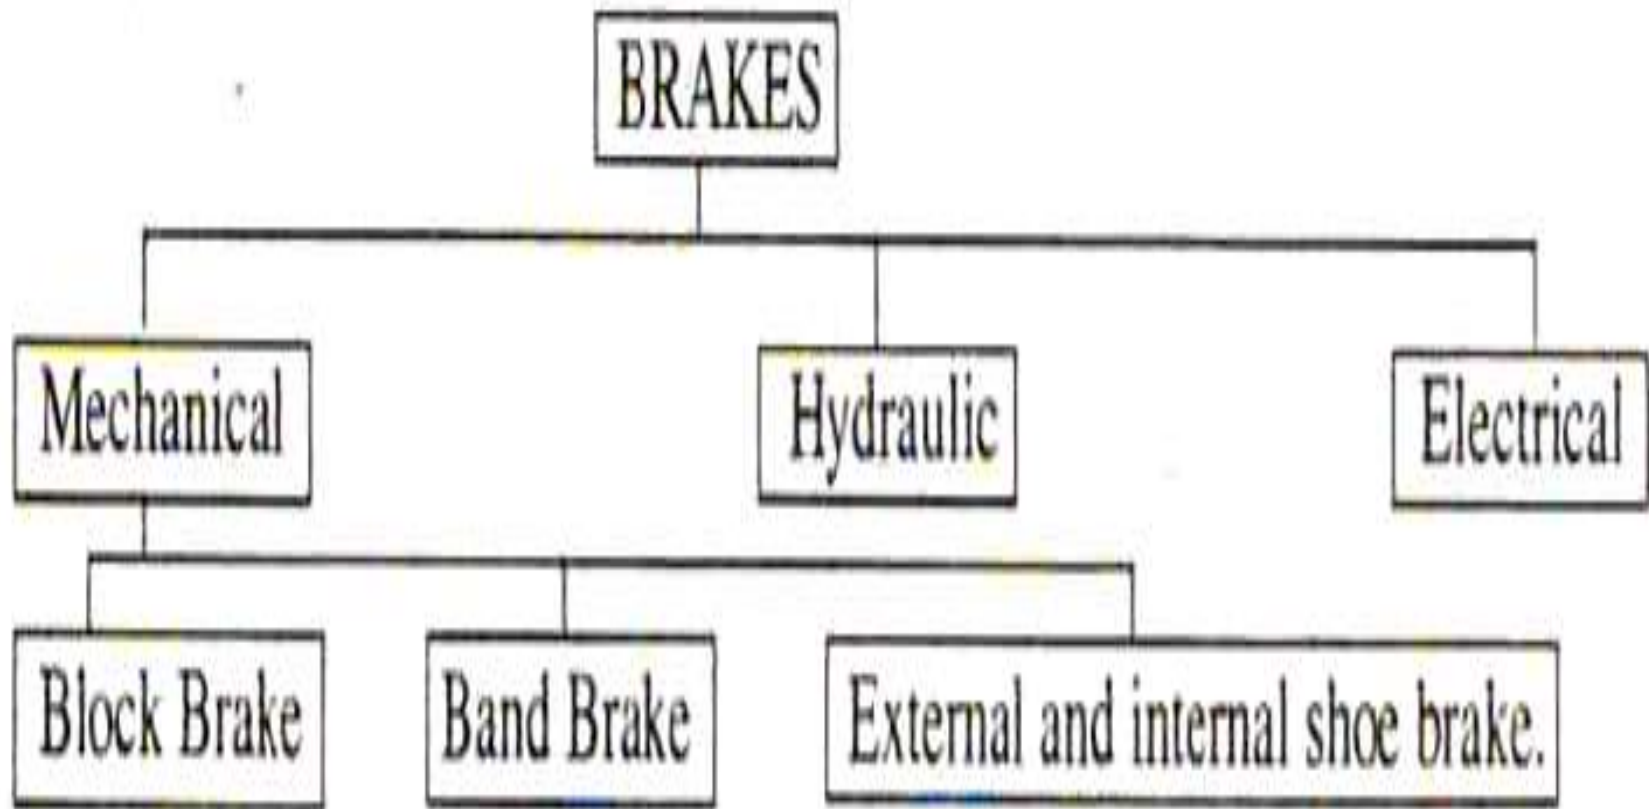 BRAKES
Mechanical
Hydraulic
Electrical
Block Brake
Band Brake
External and internal shoe brake.